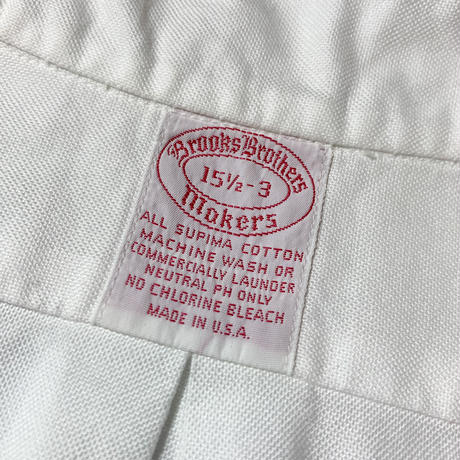 Brooks Brothers
15½-3
Makers
ALL SUPIMA COTTON
MACHINE WASH OR
COMMERCIALLY LAUNDER
NEUTRAL PH ONLY
NO CHLORINE BLEACH
MADE IN U.S.A.